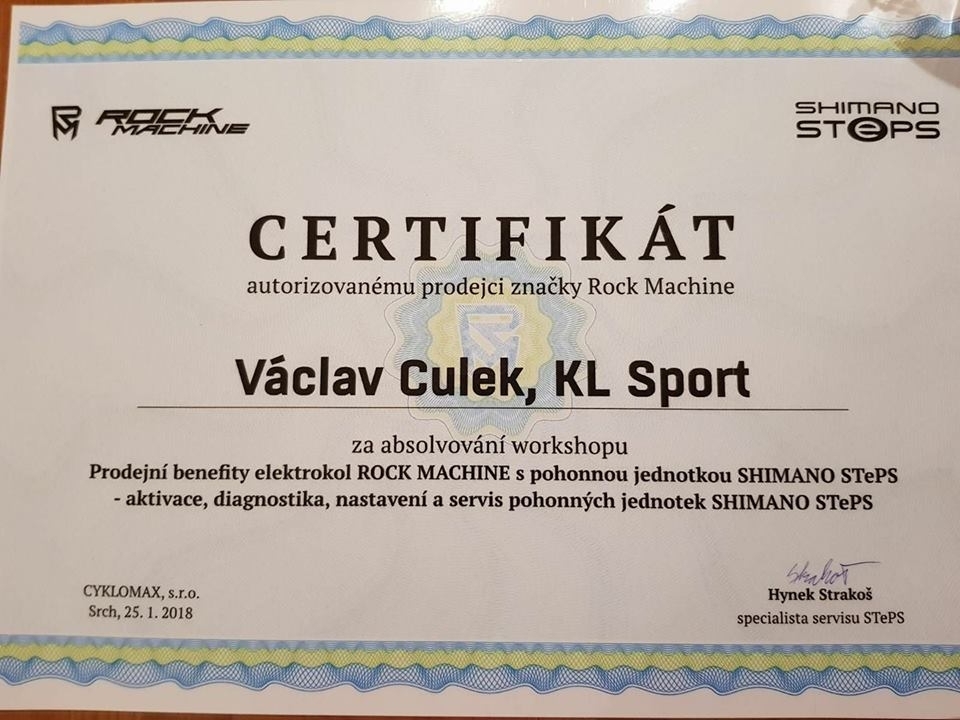 ROCK MACHINE
SHIMANO STePS
CERTIFIKÁT
autorizovanému prodejci značky Rock Machine
Václav Culek, KL Sport
za absolvování workshopu
Prodejní benefity elektrokol ROCK MACHINE s pohonnou jednotkou SHIMANO STePS
- aktivace, diagnostika, nastavení a servis pohonných jednotek SHIMANO STePS
CYKLOMAX, s.r.o.
Srch, 25. 1. 2018
Strakoš
Hynek Strakoš
specialista servisu STePS